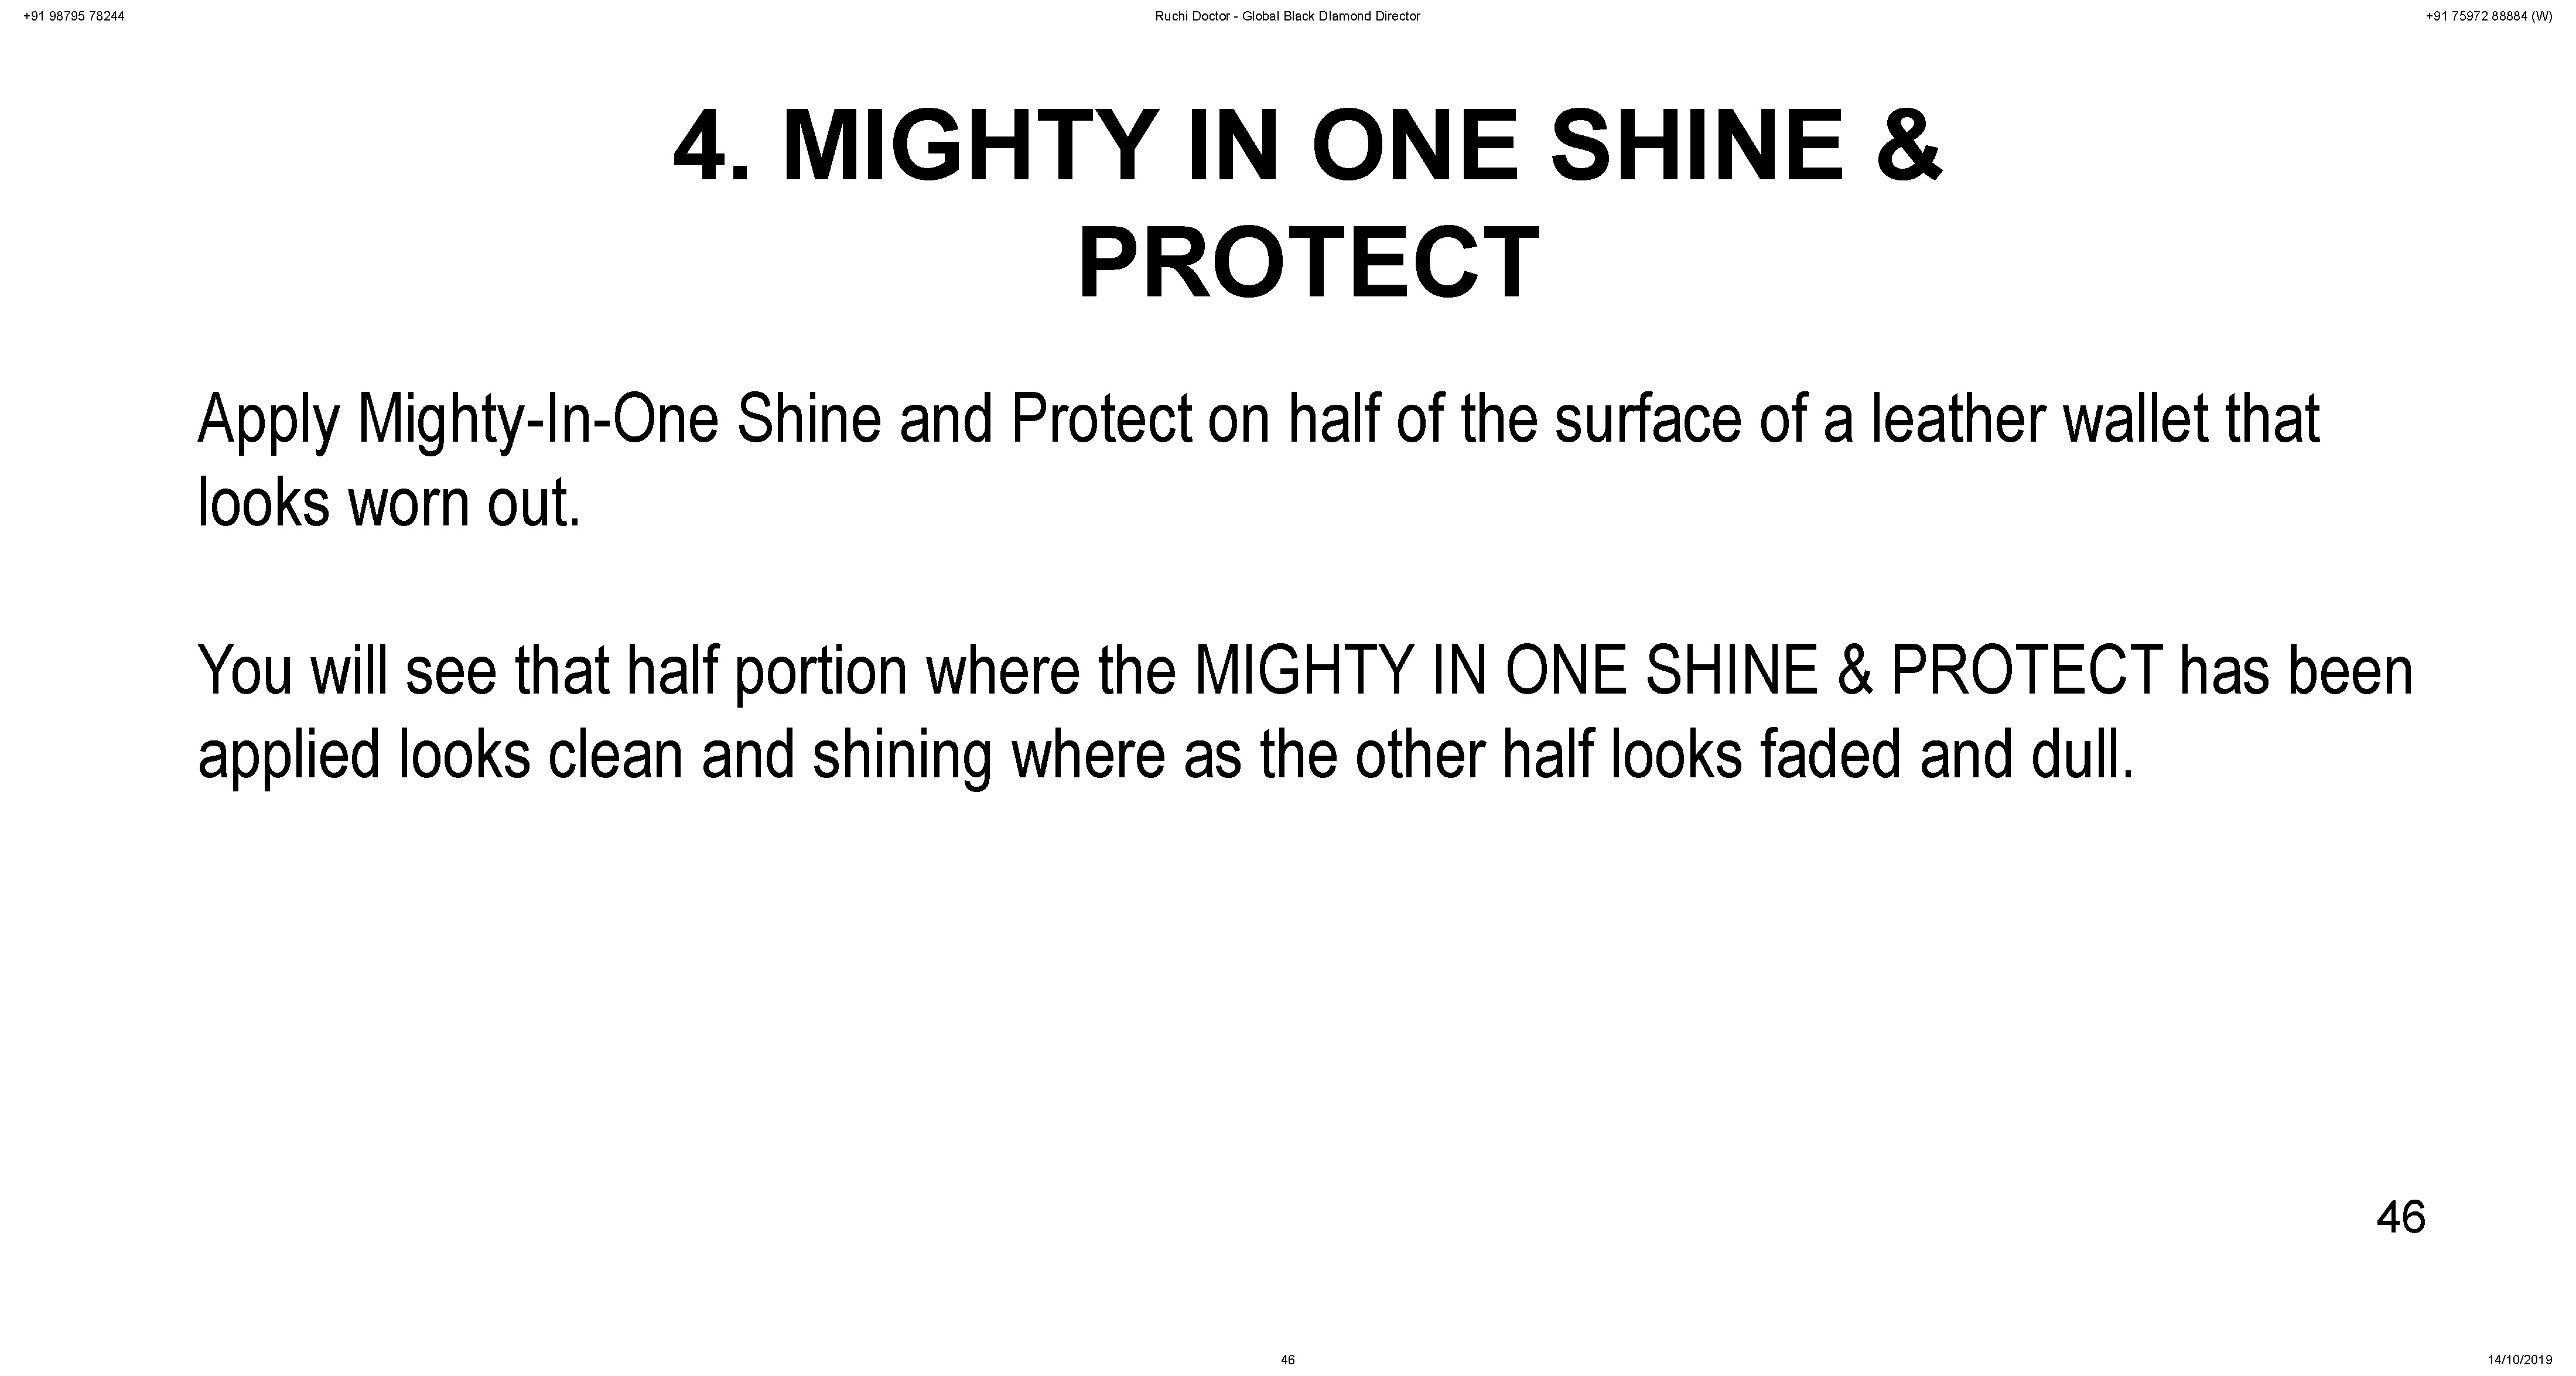 +91 98795 78244 Ruchi Doctor - Global Black DIamond Director +91 75972 88884 (W)
4. MIGHTY IN ONE SHINE &
PROTECT
Apply Mighty-In-One Shine and Protect on half of the surface of a leather wallet that
looks worn out.
You will see that half portion where the MIGHTY IN ONE SHINE & PROTECT has been
applied looks clean and shining where as the other half looks faded and dull.
46
46 14/10/2019